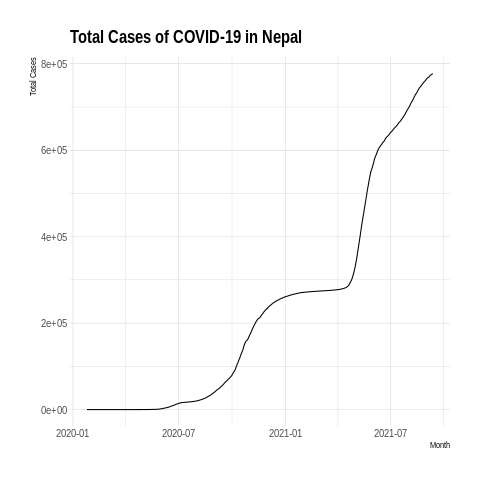 Total Cases of COVID-19 in Nepal
Total Cases
8e+05
6e+05
4e+05
2e+05
0e+00
2020-01
2020-07
2021-01
2021-07
Month